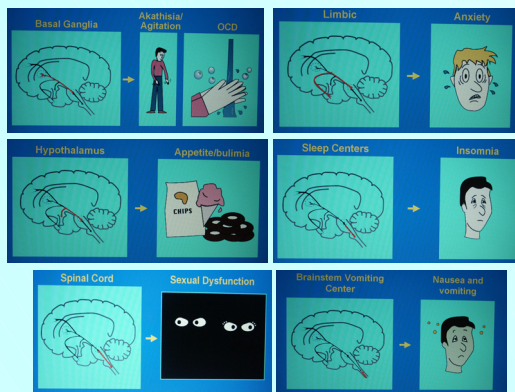 Basal Ganglia
Akathisia/
Agitation
OCD
Limbic
Anxiety
Hypothalamus
Appetite/bulimia
CHIPS
Sleep Centers
Insomnia
Spinal Cord
Sexual Dysfunction
Brainstem Vomiting
Center
Nausea and
vomiting